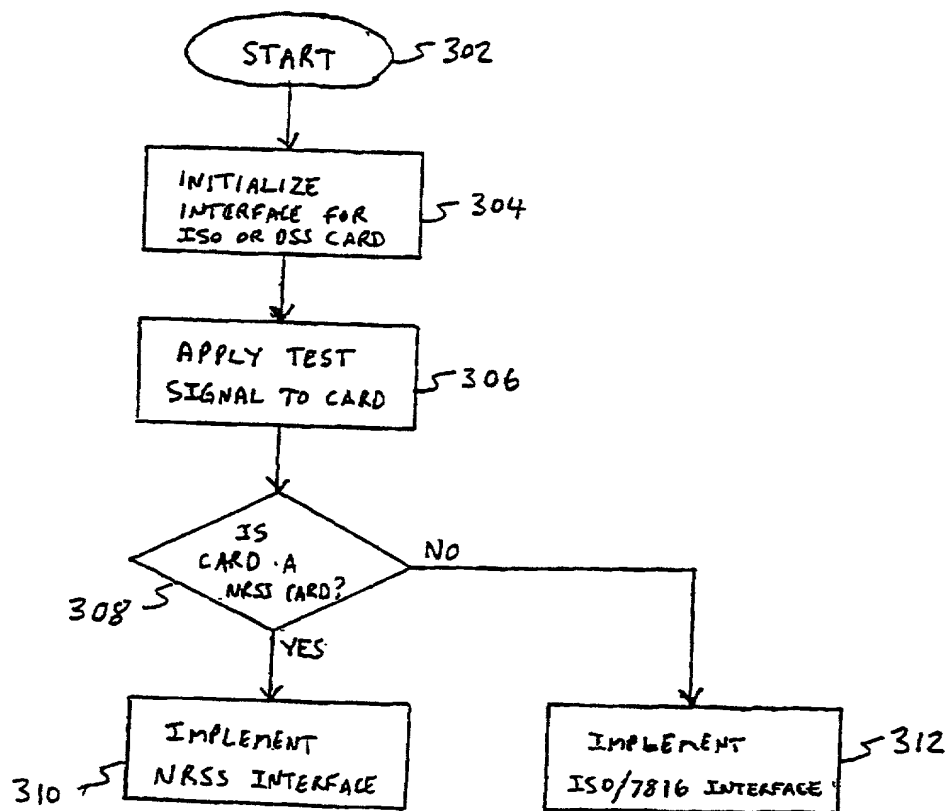 START
302
INITIALIZE
INTERFACE FOR
ISO OR DSS CARD
304
APPLY TEST
SIGNAL TO CARD
306
IS
CARD A
NRSS CARD?
308
NO
YES
IMPLEMENT
NRSS INTERFACE
310
IMPLEMENT
ISO/7816 INTERFACE
312